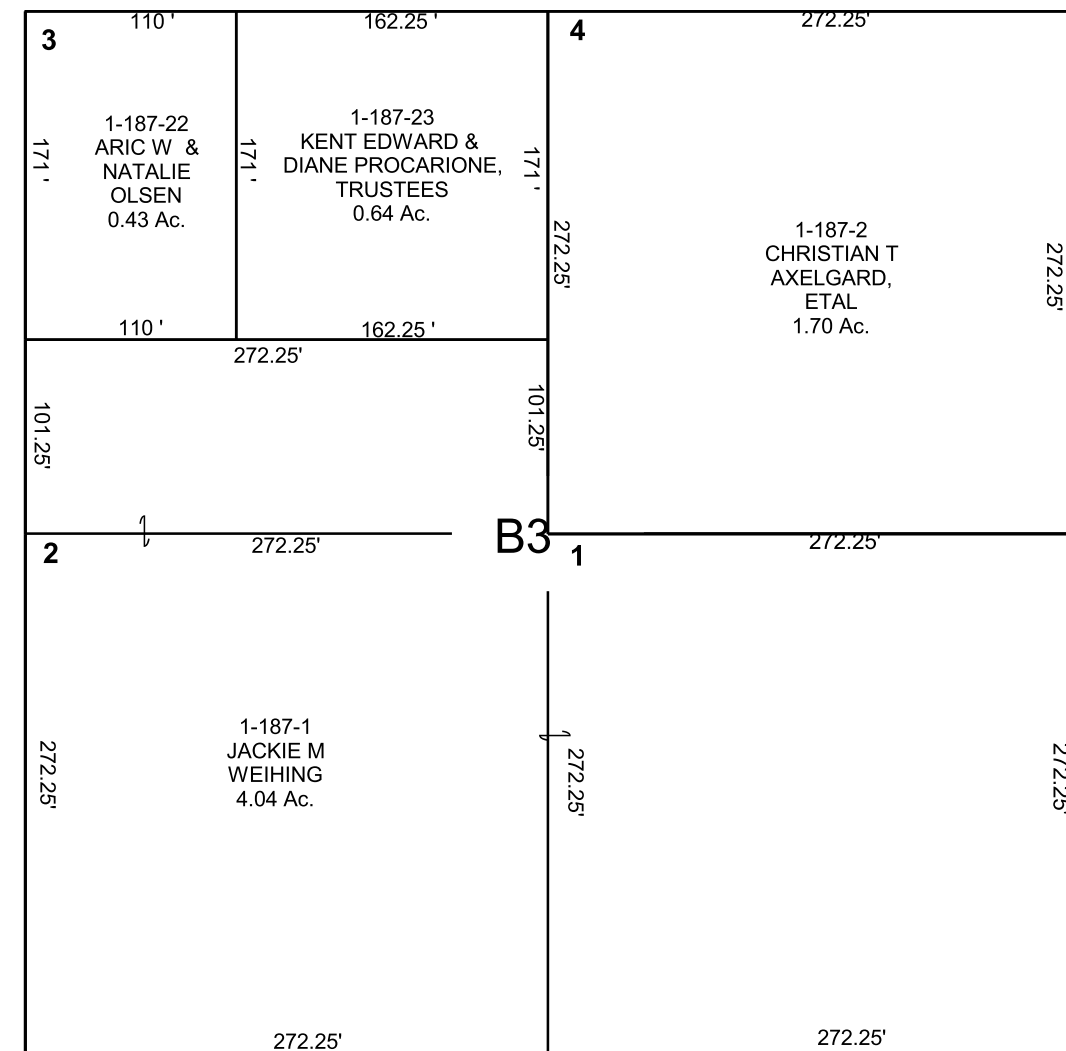 110 '
162.25'
272.25'
3
4
1-187-22
ARIC W &
NATALIE
OLSEN
0.43 Ac.
1-187-23
KENT EDWARD &
DIANE PROCARIONE,
TRUSTEES
0.64 Ac.
171 '
171 '
171 '
272.25'
1-187-2
CHRISTIAN T
AXELGARD,
ETAL
1.70 Ac.
272.25'
110 '
162.25 '
272.25'
101.25'
101.25'
B3
2
272.25'
1
272.25'
1-187-1
JACKIE M
WEIHING
4.04 Ac.
272.25'
272.25'
272.25'
272.25'
272.25'